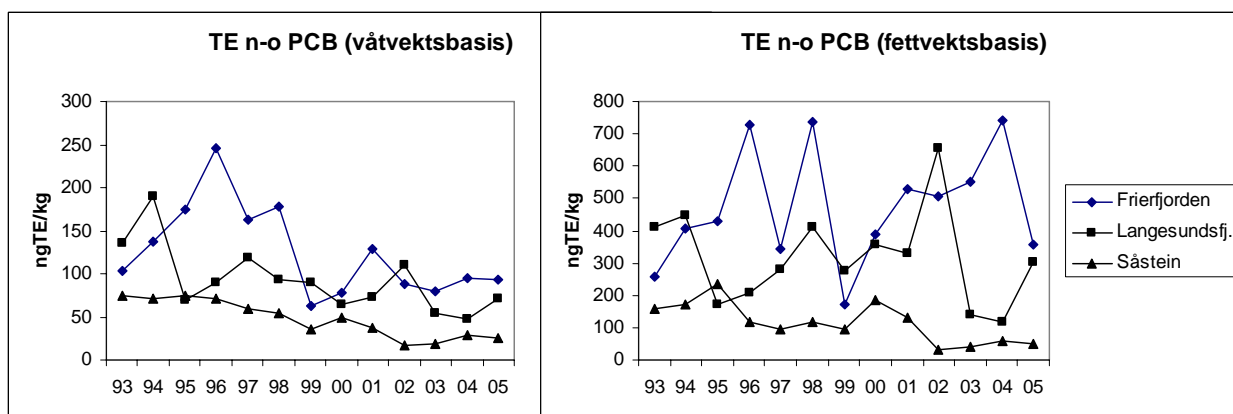 TE n-o PCB (våtvektsbasis)
300
250
200
150
100
50
0
ngTE/kg
93 94 95 96 97 98 99 00 01 02 03 04 05
TE n-o PCB (fettvektsbasis)
800
700
600
500
400
300
200
100
0
ngTE/kg
93 94 95 96 97 98 99 00 01 02 03 04 05
Frierfjorden
Langesundsfj.
Såstein